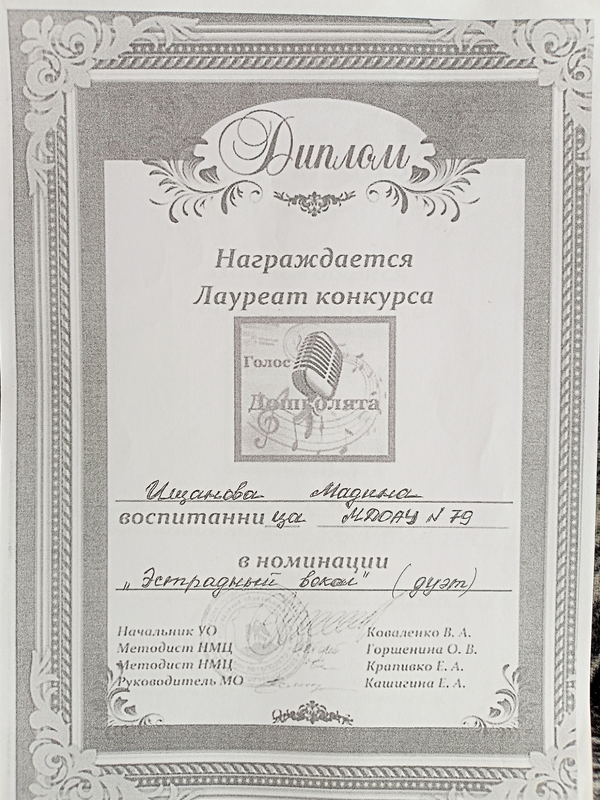 Диплом
Награждается
Лауреат конкурса
Голос
Дошколята
Ищанова Мадина
воспитанница МДОАУ N 79
в номинации
„Эстрадный вокал" (дуэт)
Начальник УО Коваленко В. А.
Методист НМЦ Горшенина О. В.
Методист НМЦ Крапивко Е. А.
Руководитель МО Кашигина Е. А.